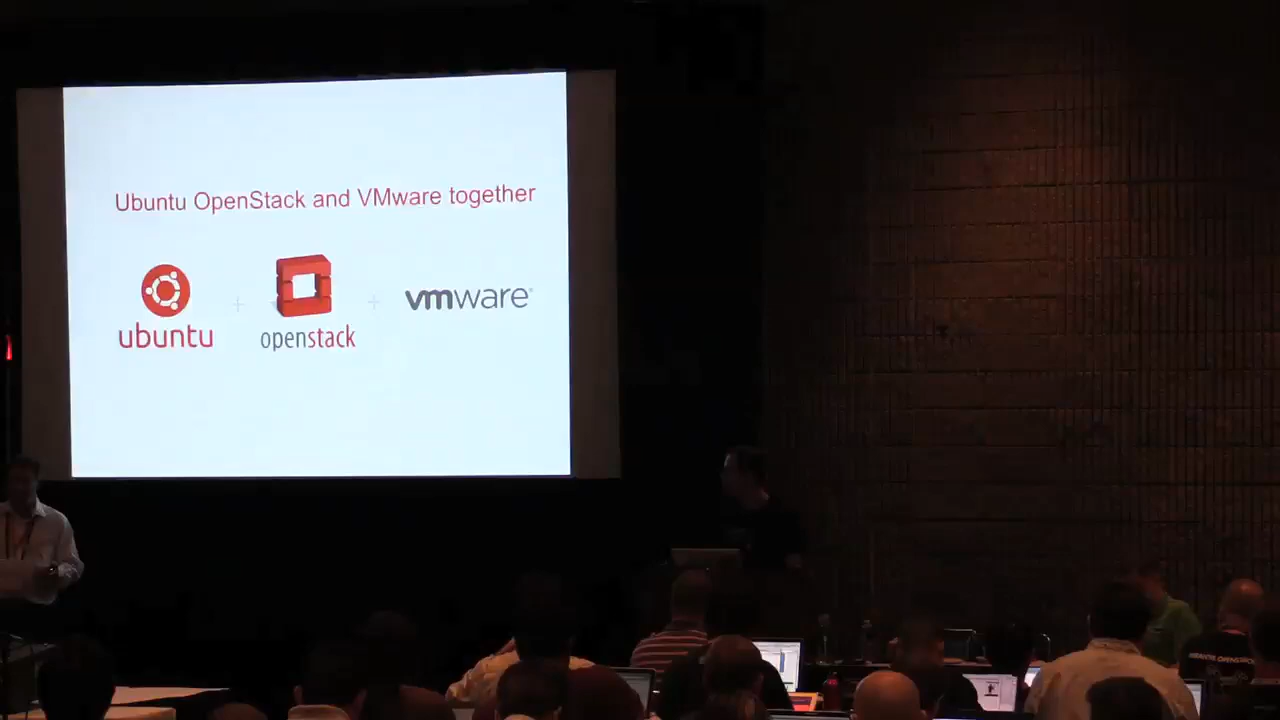 Ubuntu OpenStack and VMware together
+ +
ubuntu openstack vmware